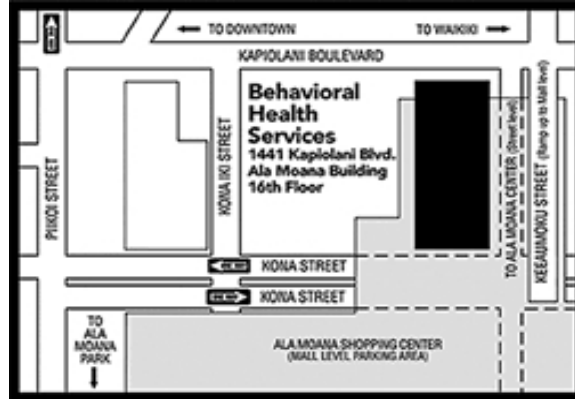 TO DOWNTOWN
TO WAIKIKI
KAPIOLANI BOULEVARD
Behavioral
Health
Services
1441 Kapiolani Blvd.
Ala Moana Building
16th Floor
PIIKOI STREET
KONA IKI STREET
TO ALA MOANA CENTER (Street level)
KEEAUMOKU STREET (Ramp up to Mall level)
KONA STREET
KONA STREET
TO
ALA
MOANA
PARK
ALA MOANA SHOPPING CENTER
(MALL LEVEL PARKING AREA)